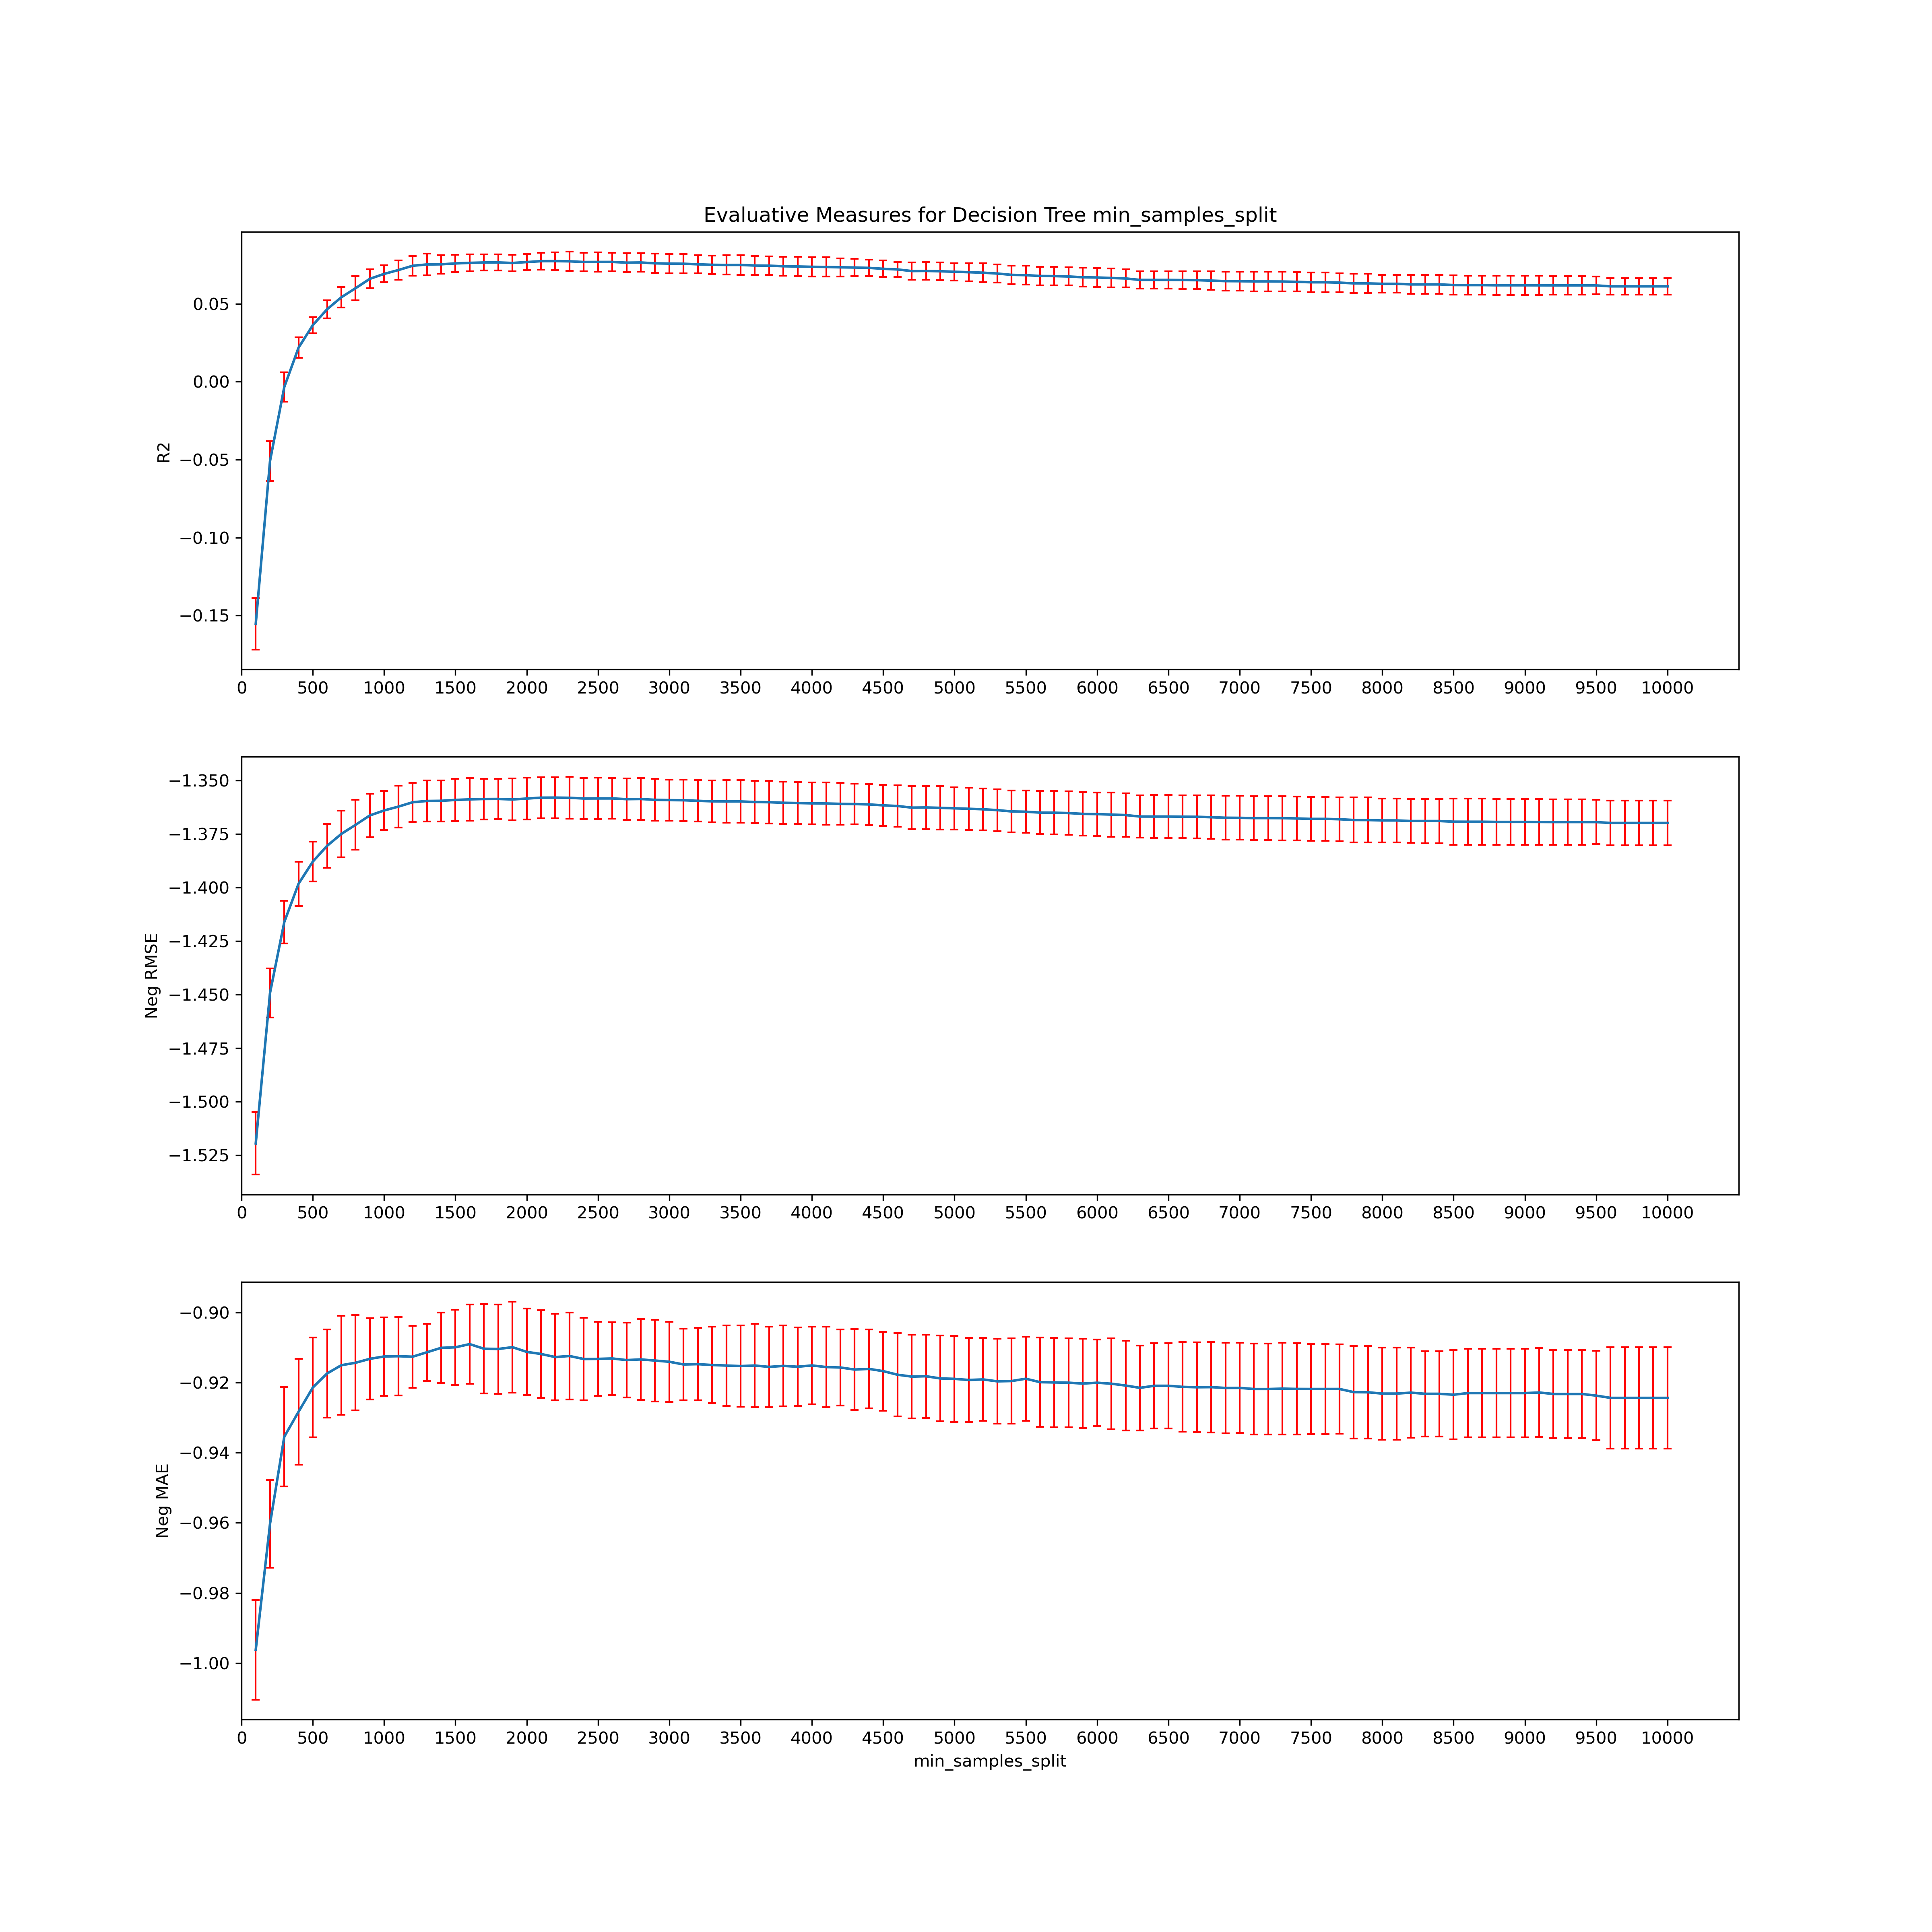 Evaluative Measures for Decision Tree min_samples_split
R2
0.05
0.00
−0.05
−0.10
−0.15
0 500 1000 1500 2000 2500 3000 3500 4000 4500 5000 5500 6000 6500 7000 7500 8000 8500 9000 9500 10000
Neg RMSE
−1.350
−1.375
−1.400
−1.425
−1.450
−1.475
−1.500
−1.525
0 500 1000 1500 2000 2500 3000 3500 4000 4500 5000 5500 6000 6500 7000 7500 8000 8500 9000 9500 10000
Neg MAE
−0.90
−0.92
−0.94
−0.96
−0.98
−1.00
0 500 1000 1500 2000 2500 3000 3500 4000 4500 5000 5500 6000 6500 7000 7500 8000 8500 9000 9500 10000
min_samples_split